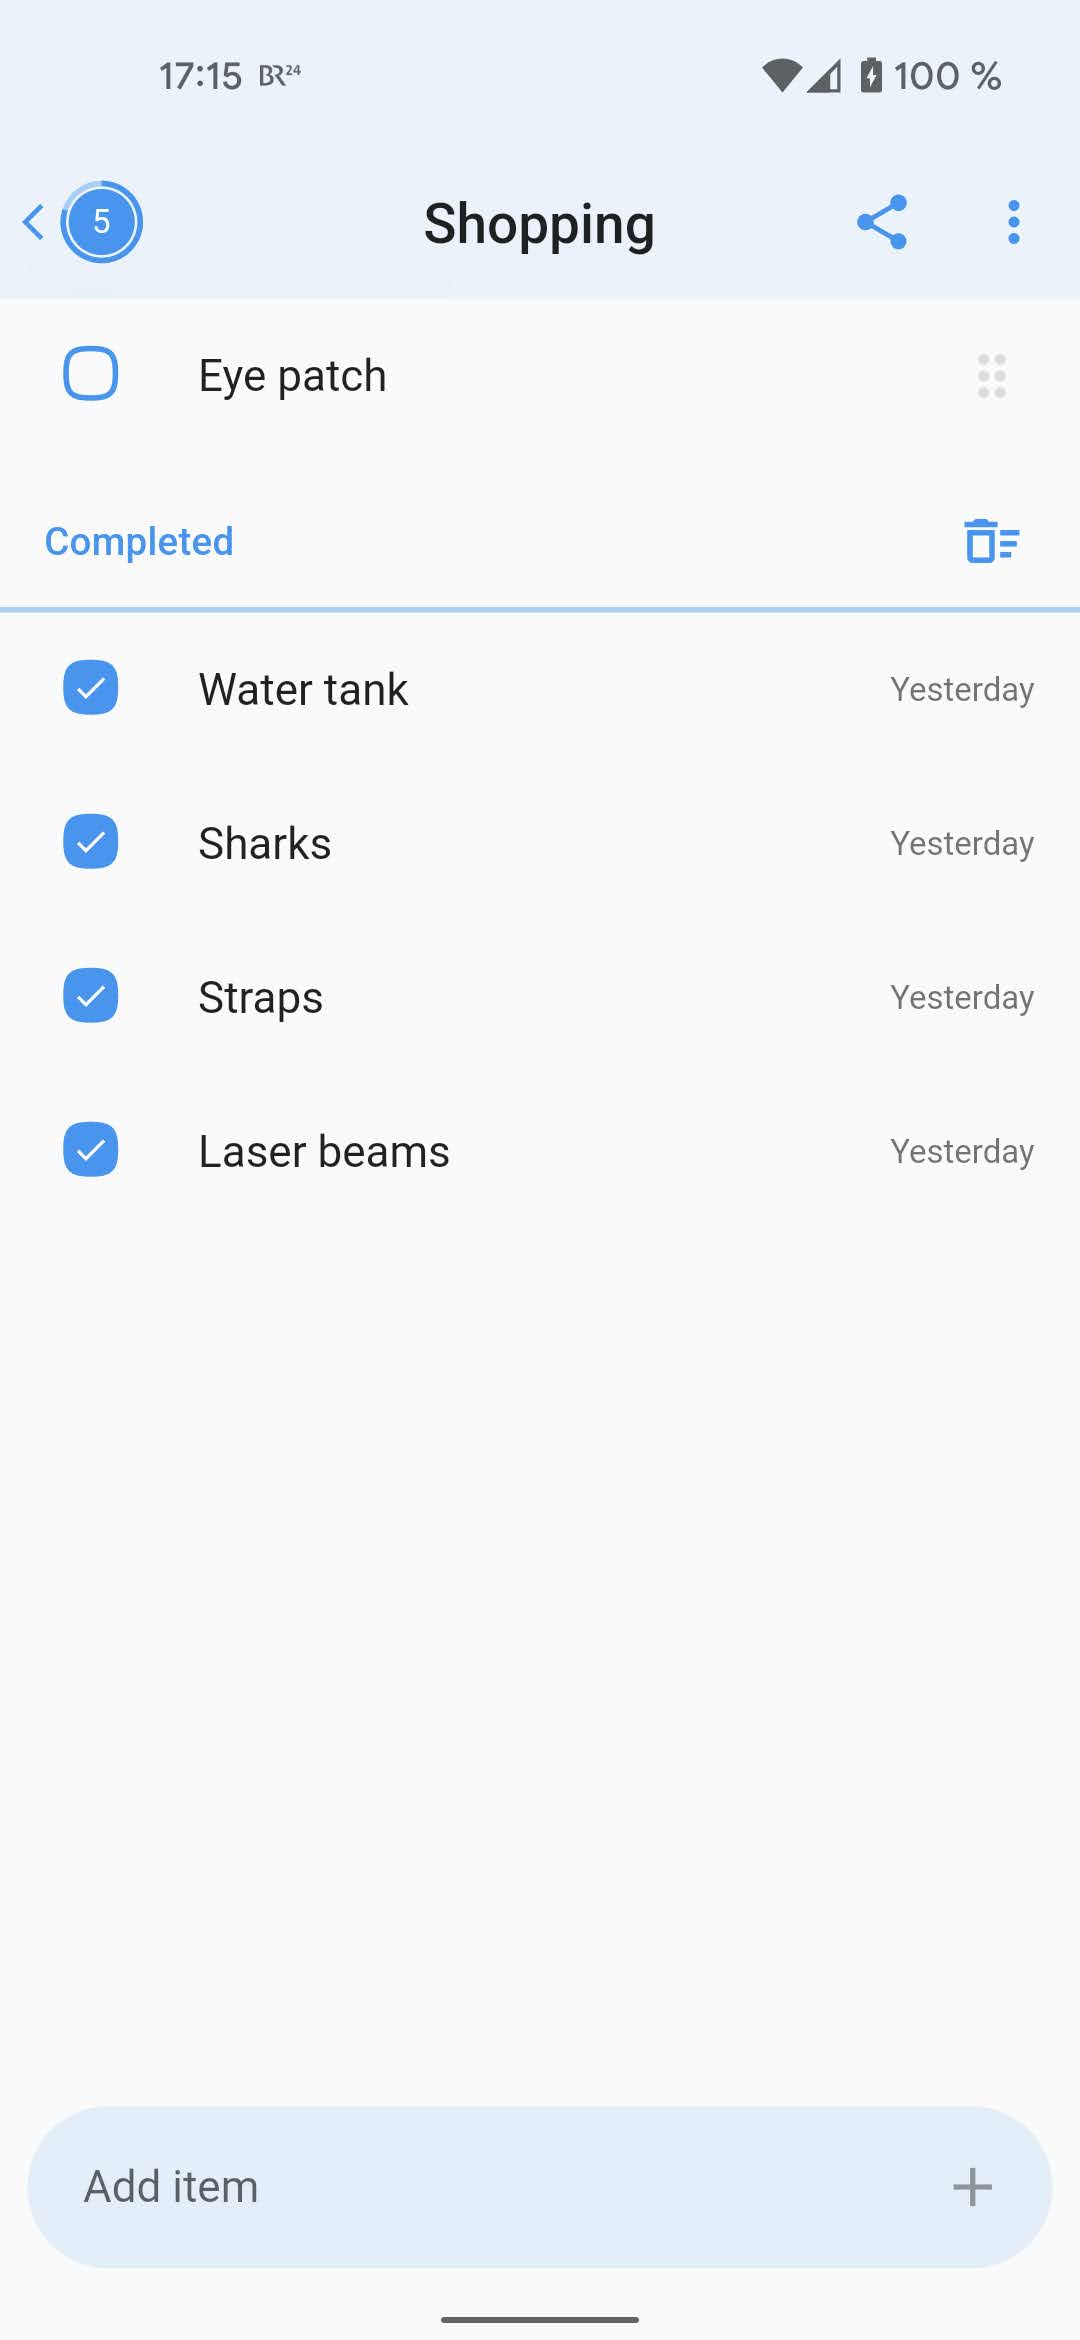 17:15 BR24 100 %
5 Shopping
Eye patch
Completed
Water tank Yesterday
Sharks Yesterday
Straps Yesterday
Laser beams Yesterday
Add item